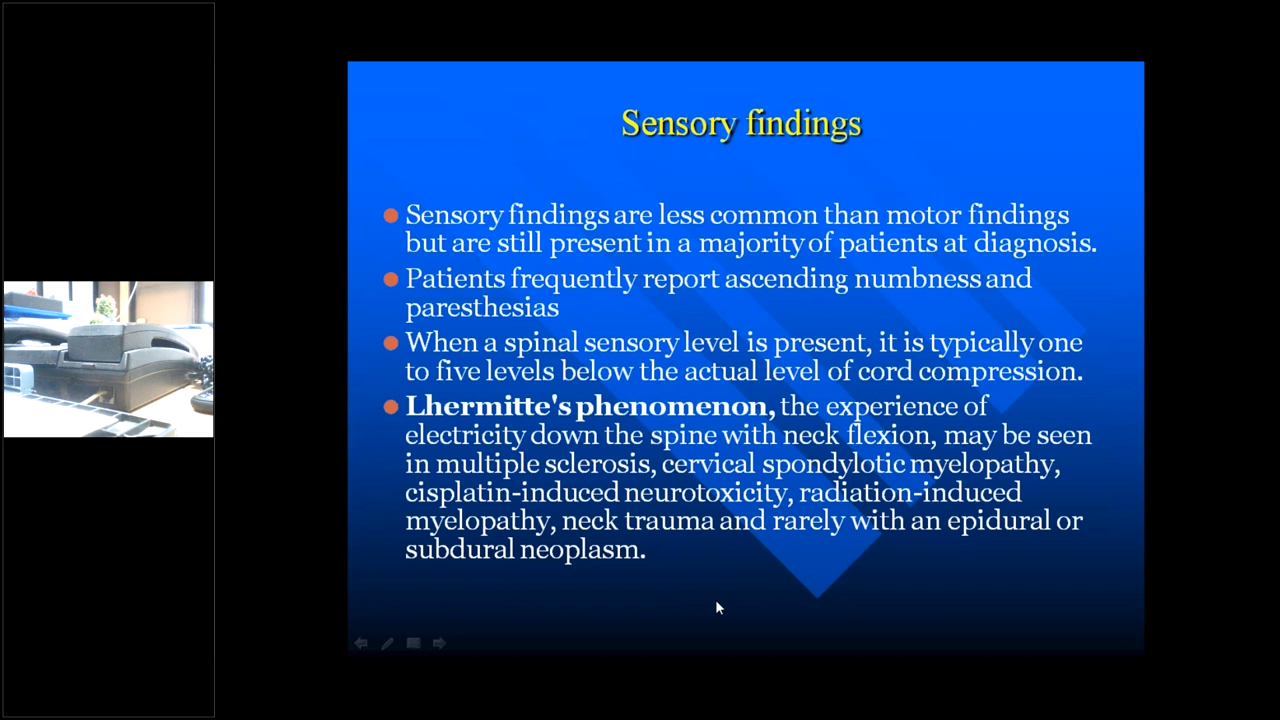 Sensory findings
Sensory findings are less common than motor findings
but are still present in a majority of patients at diagnosis.
Patients frequently report ascending numbness and
paresthesias
When a spinal sensory level is present, it is typically one
to five levels below the actual level of cord compression.
Lhermitte's phenomenon, the experience of
electricity down the spine with neck flexion, may be seen
in multiple sclerosis, cervical spondylotic myelopathy,
cisplatin-induced neurotoxicity, radiation-induced
myelopathy, neck trauma and rarely with an epidural or
subdural neoplasm.